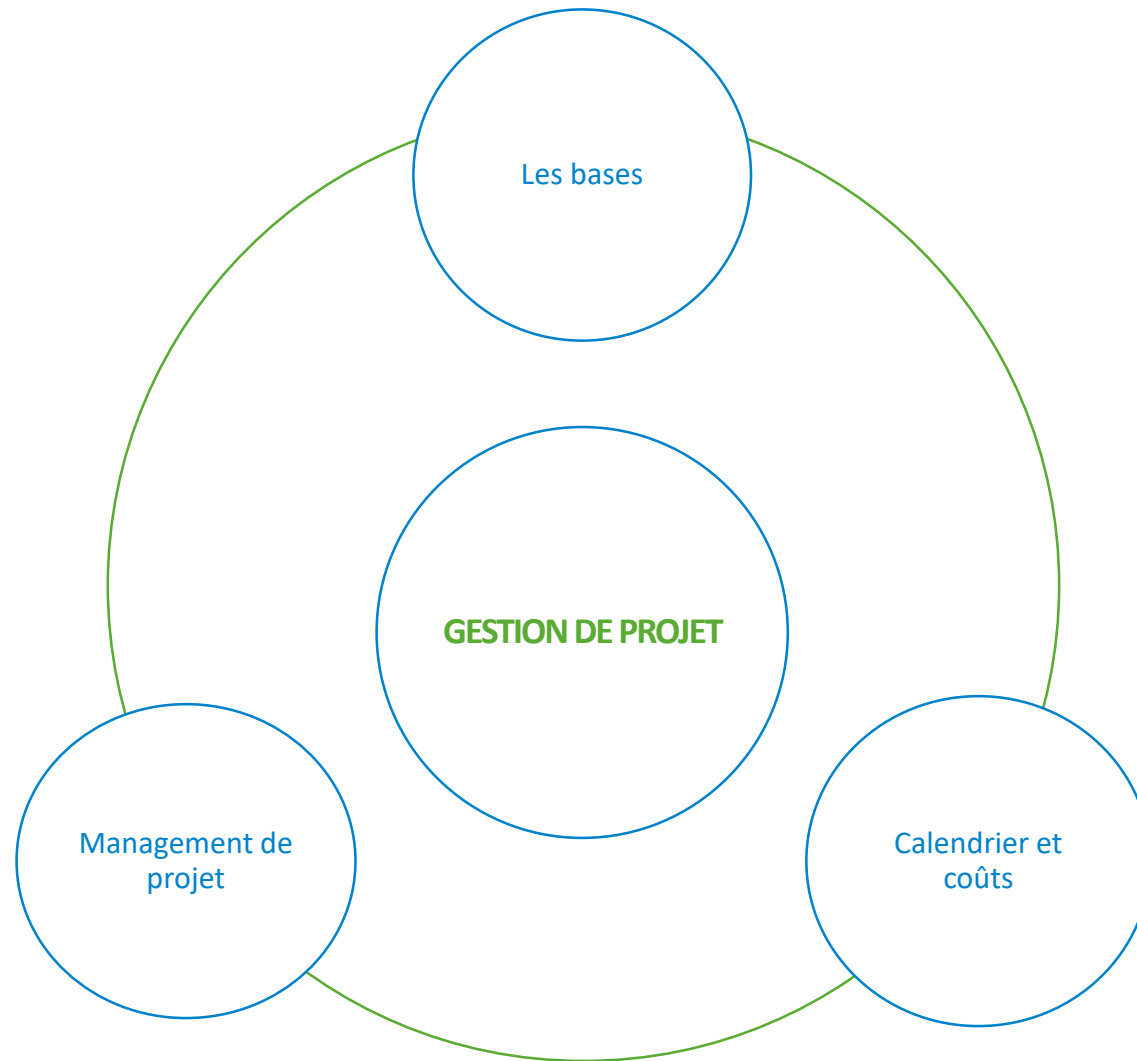 Les bases
GESTION DE PROJET
Management de
projet
Calendrier et
coûts